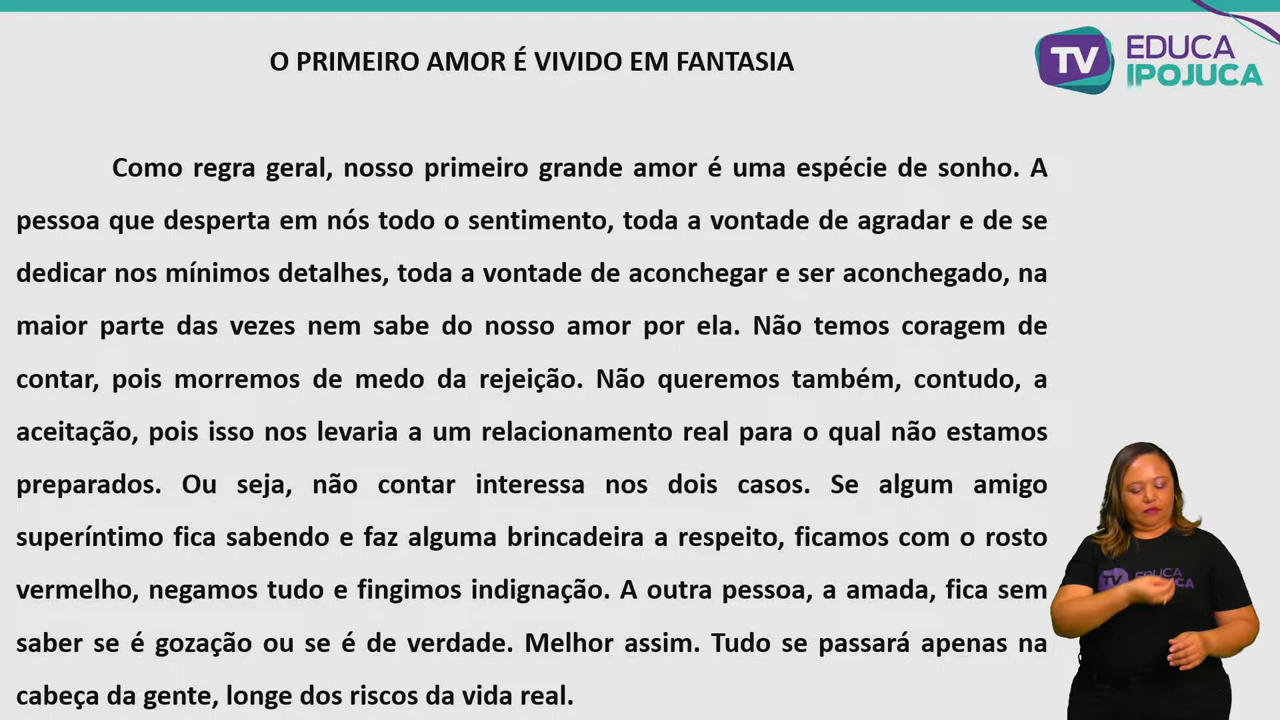 O PRIMEIRO AMOR É VIVIDO EM FANTASIA
TV EDUCA
IPOJUCA
Como regra geral, nosso primeiro grande amor é uma espécie de sonho. A
pessoa que desperta em nós todo o sentimento, toda a vontade de agradar e de se
dedicar nos mínimos detalhes, toda a vontade de aconchegar e ser aconchegado, na
maior parte das vezes nem sabe do nosso amor por ela. Não temos coragem de
contar, pois morremos de medo da rejeição. Não queremos também, contudo, a
aceitação, pois isso nos levaria a um relacionamento real para o qual não estamos
preparados. Ou seja, não contar interessa nos dois casos. Se algum amigo
superíntimo fica sabendo e faz alguma brincadeira a respeito, ficamos com o rosto
vermelho, negamos tudo e fingimos indignação. A outra pessoa, a amada, fica sem
saber se é gozação ou se é de verdade. Melhor assim. Tudo se passará apenas na
cabeça da gente, longe dos riscos da vida real.
TV EDUCA